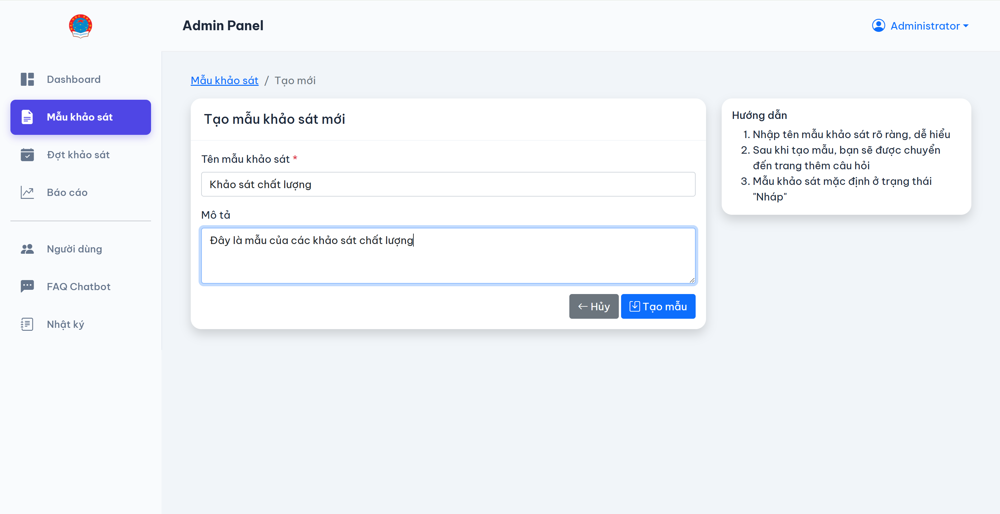 Admin Panel
Administrator
Dashboard
Mẫu khảo sát
Đợt khảo sát
Báo cáo
Người dùng
FAQ Chatbot
Nhật ký
Mẫu khảo sát / Tạo mới
Tạo mẫu khảo sát mới
Tên mẫu khảo sát *
Khảo sát chất lượng
Mô tả
Đây là mẫu của các khảo sát chất lượng
Hủy
Tạo mẫu
Hướng dẫn
1. Nhập tên mẫu khảo sát rõ ràng, dễ hiểu
2. Sau khi tạo mẫu, bạn sẽ được chuyển
đến trang thêm câu hỏi
3. Mẫu khảo sát mặc định ở trạng thái
"Nháp"